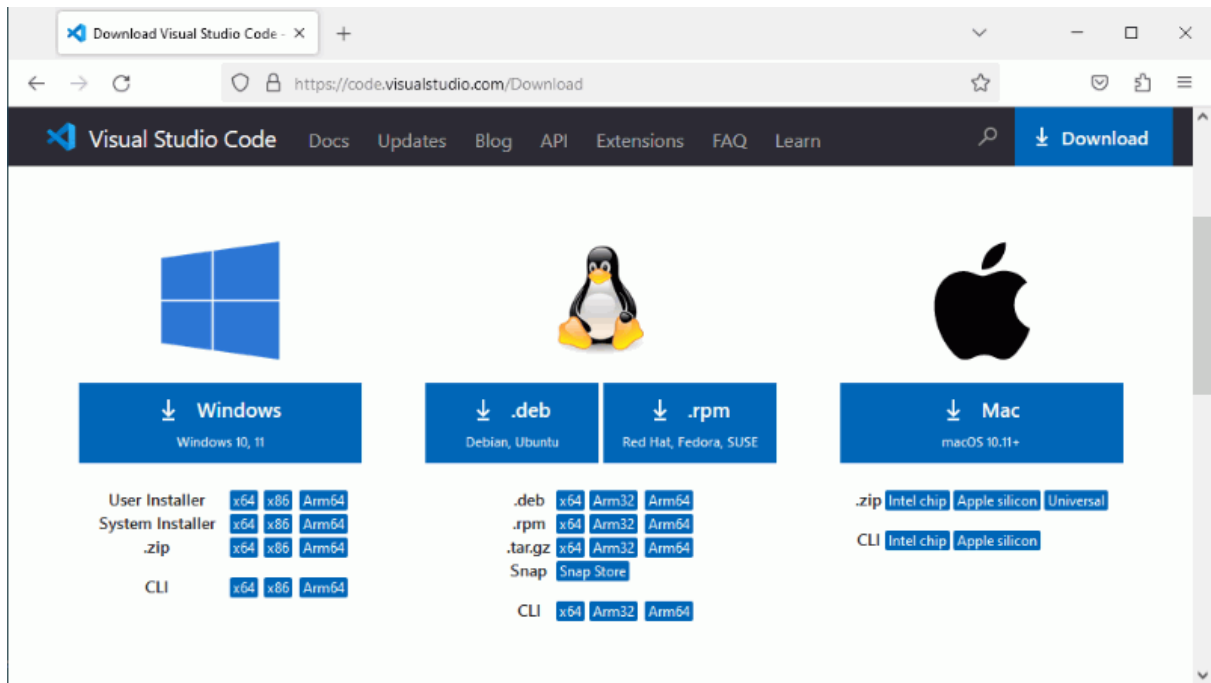 Download Visual Studio Code -
https://code.visualstudio.com/Download
Visual Studio Code Docs Updates Blog API Extensions FAQ Learn Download
Windows
Windows 10, 11
User Installer x64 x86 Arm64
System Installer x64 x86 Arm64
.zip x64 x86 Arm64
CLI x64 x86 Arm64
.deb
Debian, Ubuntu
.rpm
Red Hat, Fedora, SUSE
.deb x64 Arm32 Arm64
.rpm x64 Arm32 Arm64
.tar.gz x64 Arm32 Arm64
Snap Snap Store
CLI x64 Arm32 Arm64
Mac
macOS 10.11+
.zip Intel chip Apple silicon Universal
CLI Intel chip Apple silicon